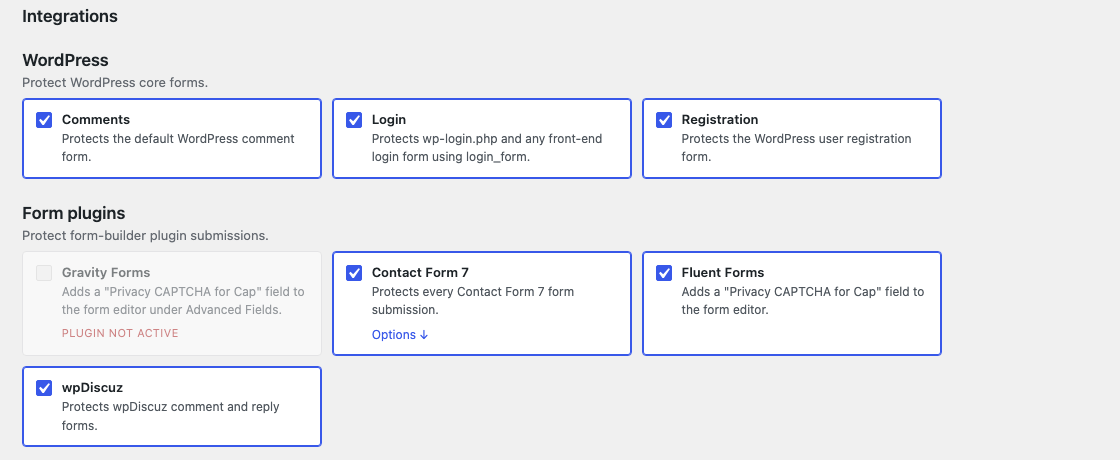 Integrations
WordPress
Protect WordPress core forms.
Comments
Protects the default WordPress comment
form.
Login
Protects wp-login.php and any front-end
login form using login_form.
Registration
Protects the WordPress user registration
form.
Form plugins
Protect form-builder plugin submissions.
Gravity Forms
Adds a "Privacy CAPTCHA for Cap" field to
the form editor under Advanced Fields.
PLUGIN NOT ACTIVE
Contact Form 7
Protects every Contact Form 7 form
submission.
Options ↓
Fluent Forms
Adds a "Privacy CAPTCHA for Cap" field to
the form editor.
wpDiscuz
Protects wpDiscuz comment and reply
forms.